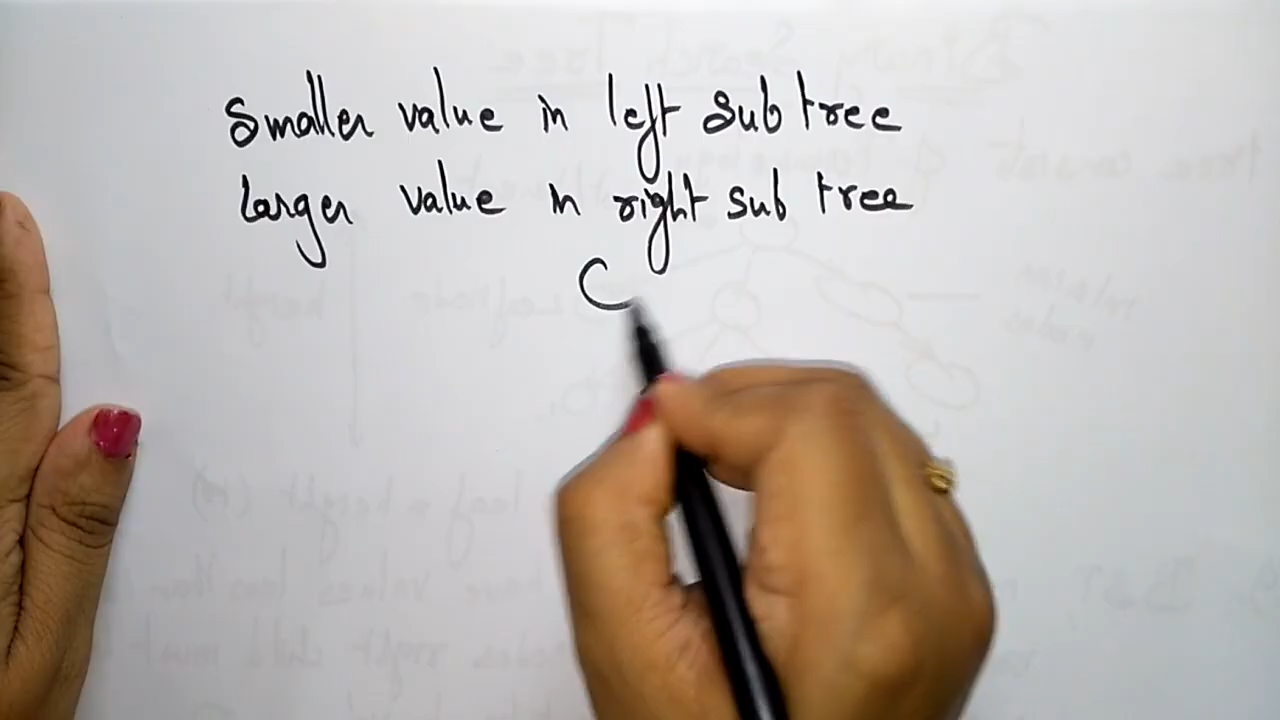 Smaller value in left sub tree
larger value in right sub tree